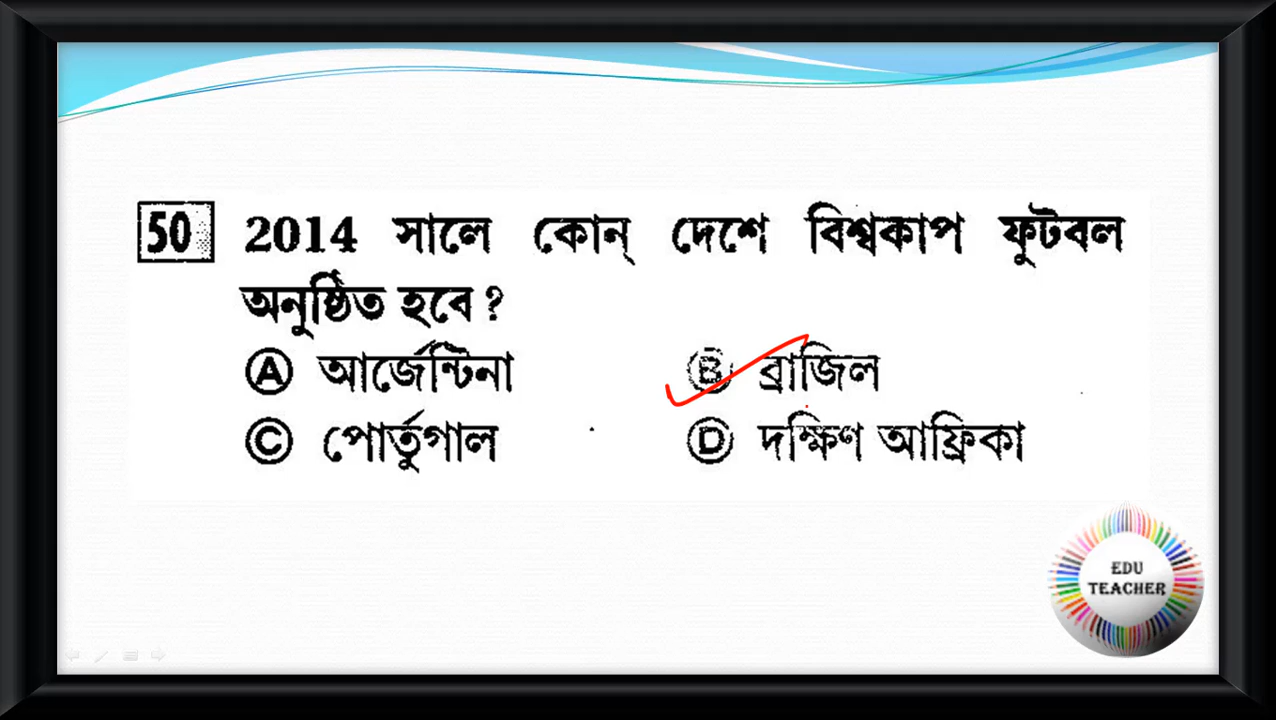 50 2014 সালে কোন্ দেশে বিশ্বকাপ ফুটবল
অনুষ্ঠিত হবে ?
Ⓐ আর্জেন্টিনা Ⓑ ব্রাজিল
Ⓒ পোর্তুগাল Ⓓ দক্ষিণ আফ্রিকা
EDU
TEACHER